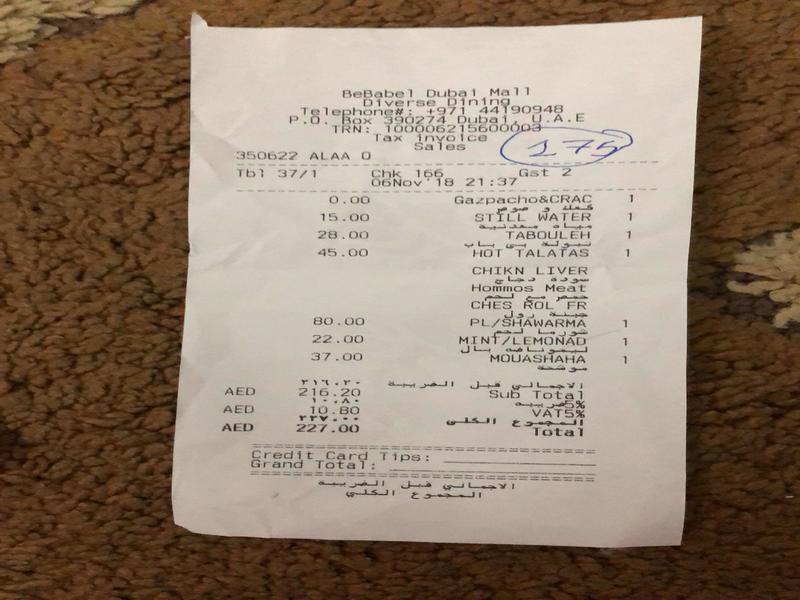 BeBabel Dubai Mall
Diverse Dining
Telephone#: +971 44190948
P.O. Box 390274 Dubai, U.A.E
TRN: 100006215600003
Tax invoice
Sales
175
350622 ALAA O
Tbl 37/1 Chk 166 Gst 2
06Nov'18 21:37
0.00 Gazpacho&CRAC 1
كعك و صوص
15.00 STILL WATER 1
مياه معدنية
28.00 TABOULEH 1
تبولة بي باب
45.00 HOT TALATAS 1
CHIKN LIVER
سودة دجاج
Hommos Meat
حمص مع لحم
CHES ROL FR
جبنة رول
80.00 PL/SHAWARMA 1
شورما لحم
22.00 MINT/LEMONAD 1
ليموناضة بال
37.00 MOUASHAHA 1
موشحة
٢١٦.٢٠ الاجمالي قبل الضريبة
AED 216.20 Sub Total
١٠.٨٠ ضريبة 5%
AED 10.80 VAT5%
٢٢٧.٠٠ المجموع الكلي
AED 227.00 Total
Credit Card Tips:
Grand Total:
الاجمالي قبل الضريبة
المجموع الكلي